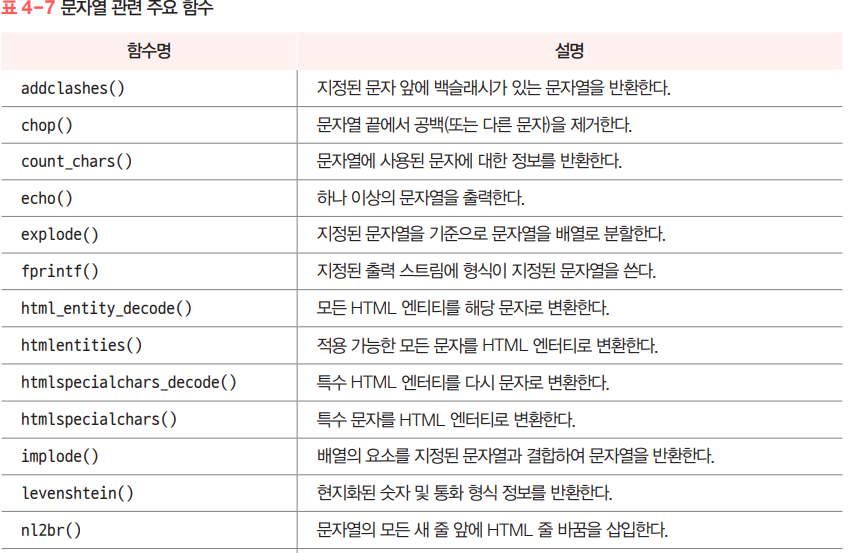 표 4-7 문자열 관련 주요 함수
함수명 설명
addclashes() 지정된 문자 앞에 백슬래시가 있는 문자열을 반환한다.
chop() 문자열 끝에서 공백(또는 다른 문자)을 제거한다.
count_chars() 문자열에 사용된 문자에 대한 정보를 반환한다.
echo() 하나 이상의 문자열을 출력한다.
explode() 지정된 문자열을 기준으로 문자열을 배열로 분할한다.
fprintf() 지정된 출력 스트림에 형식이 지정된 문자열을 쓴다.
html_entity_decode() 모든 HTML 엔티티를 해당 문자로 변환한다.
htmlentities() 적용 가능한 모든 문자를 HTML 엔터티로 변환한다.
htmlspecialchars_decode() 특수 HTML 엔티티를 다시 문자로 변환한다.
htmlspecialchars() 특수 문자를 HTML 엔터티로 변환한다.
implode() 배열의 요소를 지정된 문자열과 결합하여 문자열을 반환한다.
levenshtein() 현지화된 숫자 및 통화 형식 정보를 반환한다.
nl2br() 문자열의 모든 새 줄 앞에 HTML 줄 바꿈을 삽입한다.